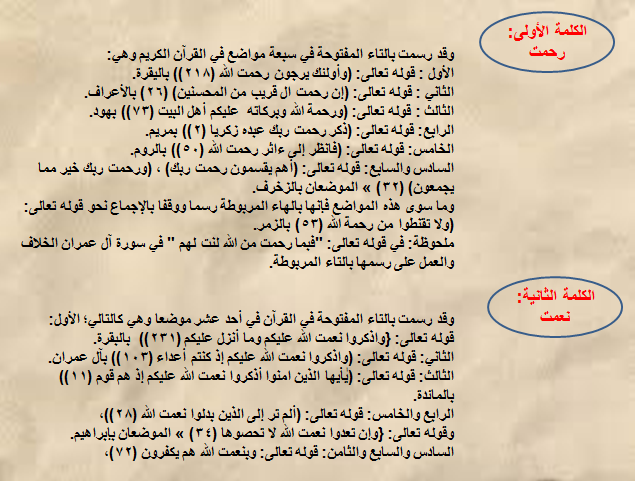 الكلمة الأولى:
رحمت
وقد رسمت بالتاء المفتوحة في سبعة مواضع في القرآن الكريم وهي:
الأول : قوله تعالى: (وأولئك يرجون رحمت الله (٢١٨)) بالبقرة.
الثاني : قوله تعالى: (إن رحمت ال قريب من المحسنين) (٢٦) بالأعراف.
الثالث : قوله تعالى: (ورحمة الله وبركاته عليكم أهل البيت (٧٣)) بهود.
الرابع: قوله تعالى: (ذكر رحمت ربك عبده زكريا (٢)) بمريم.
الخامس: قوله تعالى: (فانظر إلى ءاثر رحمت الله (٥٠)) بالروم.
السادس والسابع: قوله تعالى: (أهم يقسمون رحمت ربك) ، (ورحمت ربك خير مما
يجمعون) (٣٢) » الموضعان بالزخرف.
وما سوى هذه المواضع فإنها بالهاء المربوطة رسما ووقفا بالإجماع نحو قوله تعالى:
(ولا تقنطوا من رحمة الله (٥٣) بالزمر.
ملحوظة: في قوله تعالى: "فبما رحمت من الله لنت لهم " في سورة آل عمران الخلاف
والعمل على رسمها بالتاء المربوطة.
الكلمة الثانية:
نعمت
وقد رسمت بالتاء المفتوحة في القرآن في أحد عشر موضعا وهي كالتالي؛ الأول:
قوله تعالى: {واذكروا نعمت الله عليكم وما أنزل عليكم (٢٣١)) بالبقرة.
الثاني: قوله تعالى: (واذكروا نعمت الله عليكم إذ كنتم أعداء (١٠٣)) بآل عمران.
الثالث: قوله تعالى: (يأيها الذين امنوا أذكروا نعمت الله عليكم إذ هم قوم (١١))
بالمائدة.
الرابع والخامس: قوله تعالى: (ألم تر إلى الذين بدلوا نعمت الله (٢٨))،
وقوله تعالى: {وإن تعدوا نعمت الله لا تحصوها (٣٤) » الموضعان بإبراهيم.
السادس والسابع والثامن: قوله تعالى: وبنعمت الله هم يكفرون (٧٢)،